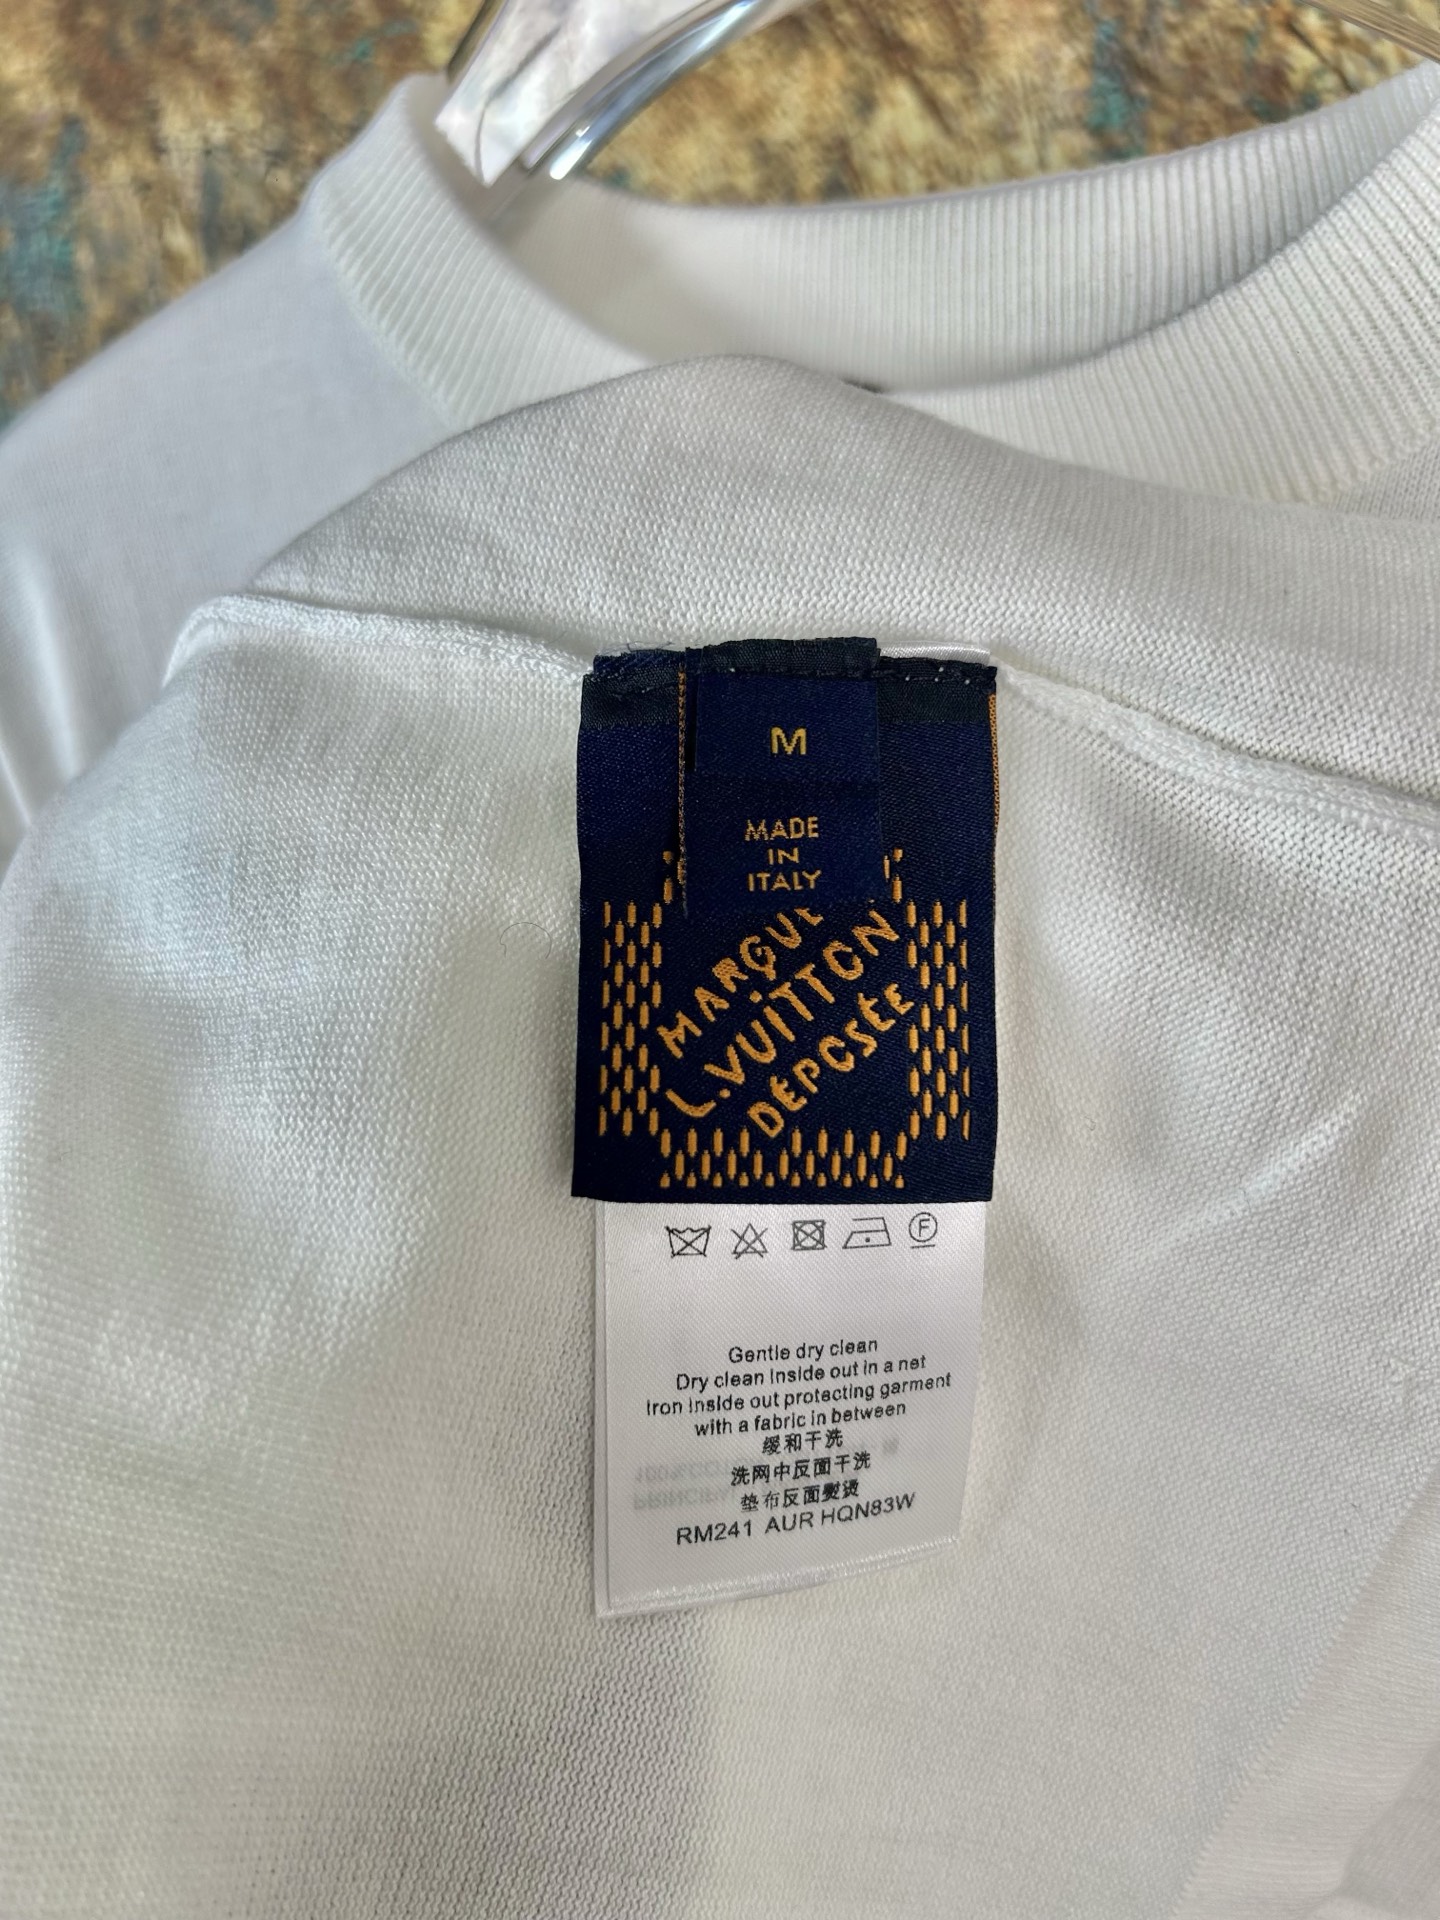 M
MADE
IN
ITALY
MARQUE
L.VUITTON
DÉPOSÉE
F
Gentle dry clean
Dry clean inside out in a net
Iron inside out protecting garment
with a fabric in between
缓和干洗
洗网中反面干洗
垫布反面熨烫
RM241 AUR HQN83W